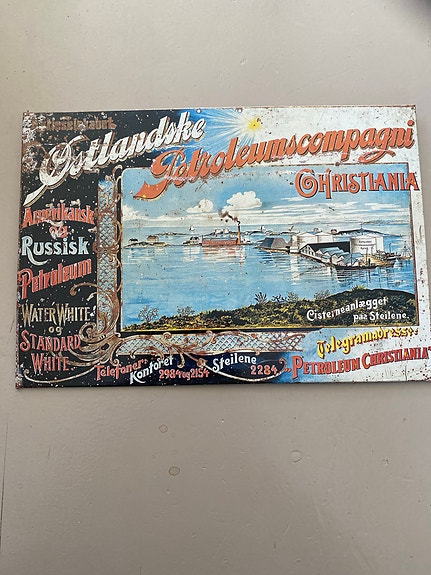 Østlandske
Petroleumscompagni
CHRISTIANIA
Amerikansk
og
RUSSISK
Petroleum
WATER WHITE
og
STANDARD
WHITE
Cisterneanlægget
paa Steilene.
Telefoner:
Kontoret
2984 og 2154
Steilene
2284
Telegramadr:
"PETROLEUM CHRISTIANIA"